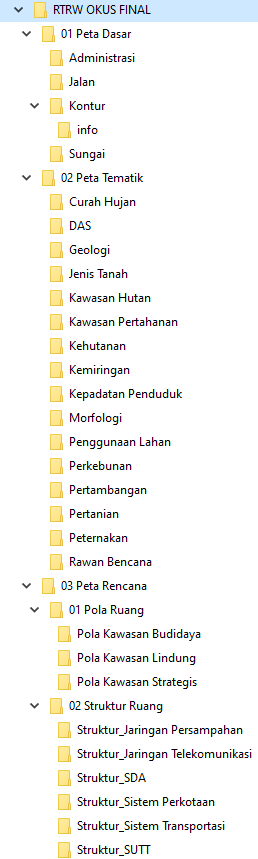 RTRW OKUS FINAL
01 Peta Dasar
Administrasi
Jalan
Kontur
info
Sungai
02 Peta Tematik
Curah Hujan
DAS
Geologi
Jenis Tanah
Kawasan Hutan
Kawasan Pertahanan
Kehutanan
Kemiringan
Kepadatan Penduduk
Morfologi
Penggunaan Lahan
Perkebunan
Pertambangan
Pertanian
Peternakan
Rawan Bencana
03 Peta Rencana
01 Pola Ruang
Pola Kawasan Budidaya
Pola Kawasan Lindung
Pola Kawasan Strategis
02 Struktur Ruang
Struktur_Jaringan Persampahan
Struktur_Jaringan Telekomunikasi
Struktur_SDA
Struktur_Sistem Perkotaan
Struktur_Sistem Transportasi
Struktur_SUTT